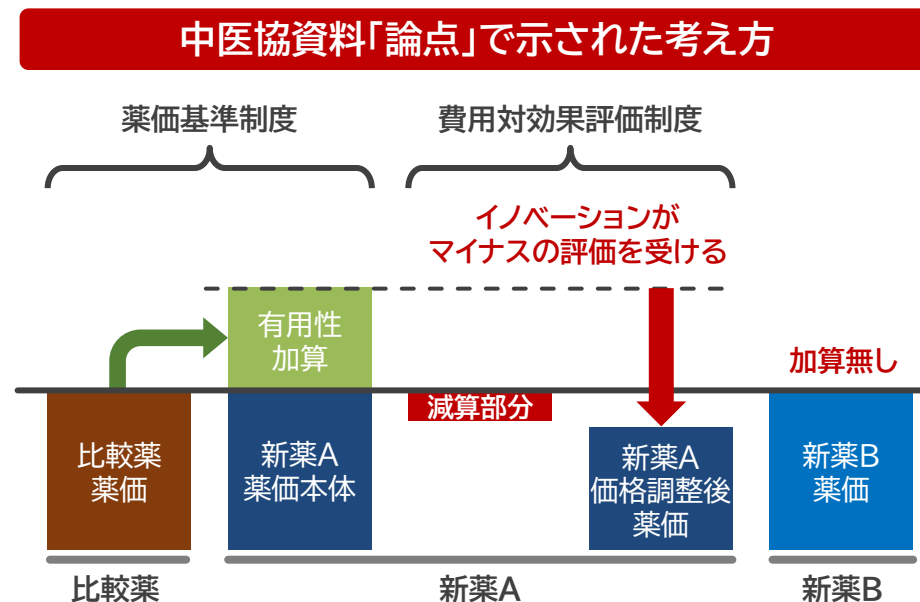 中医協資料「論点」で示された考え方
薬価基準制度
費用対効果評価制度
イノベーションが
マイナスの評価を受ける
有用性
加算
加算無し
減算部分
比較薬
薬価
新薬A
薬価本体
新薬A
価格調整後
薬価
新薬B
薬価
比較薬
新薬A
新薬B